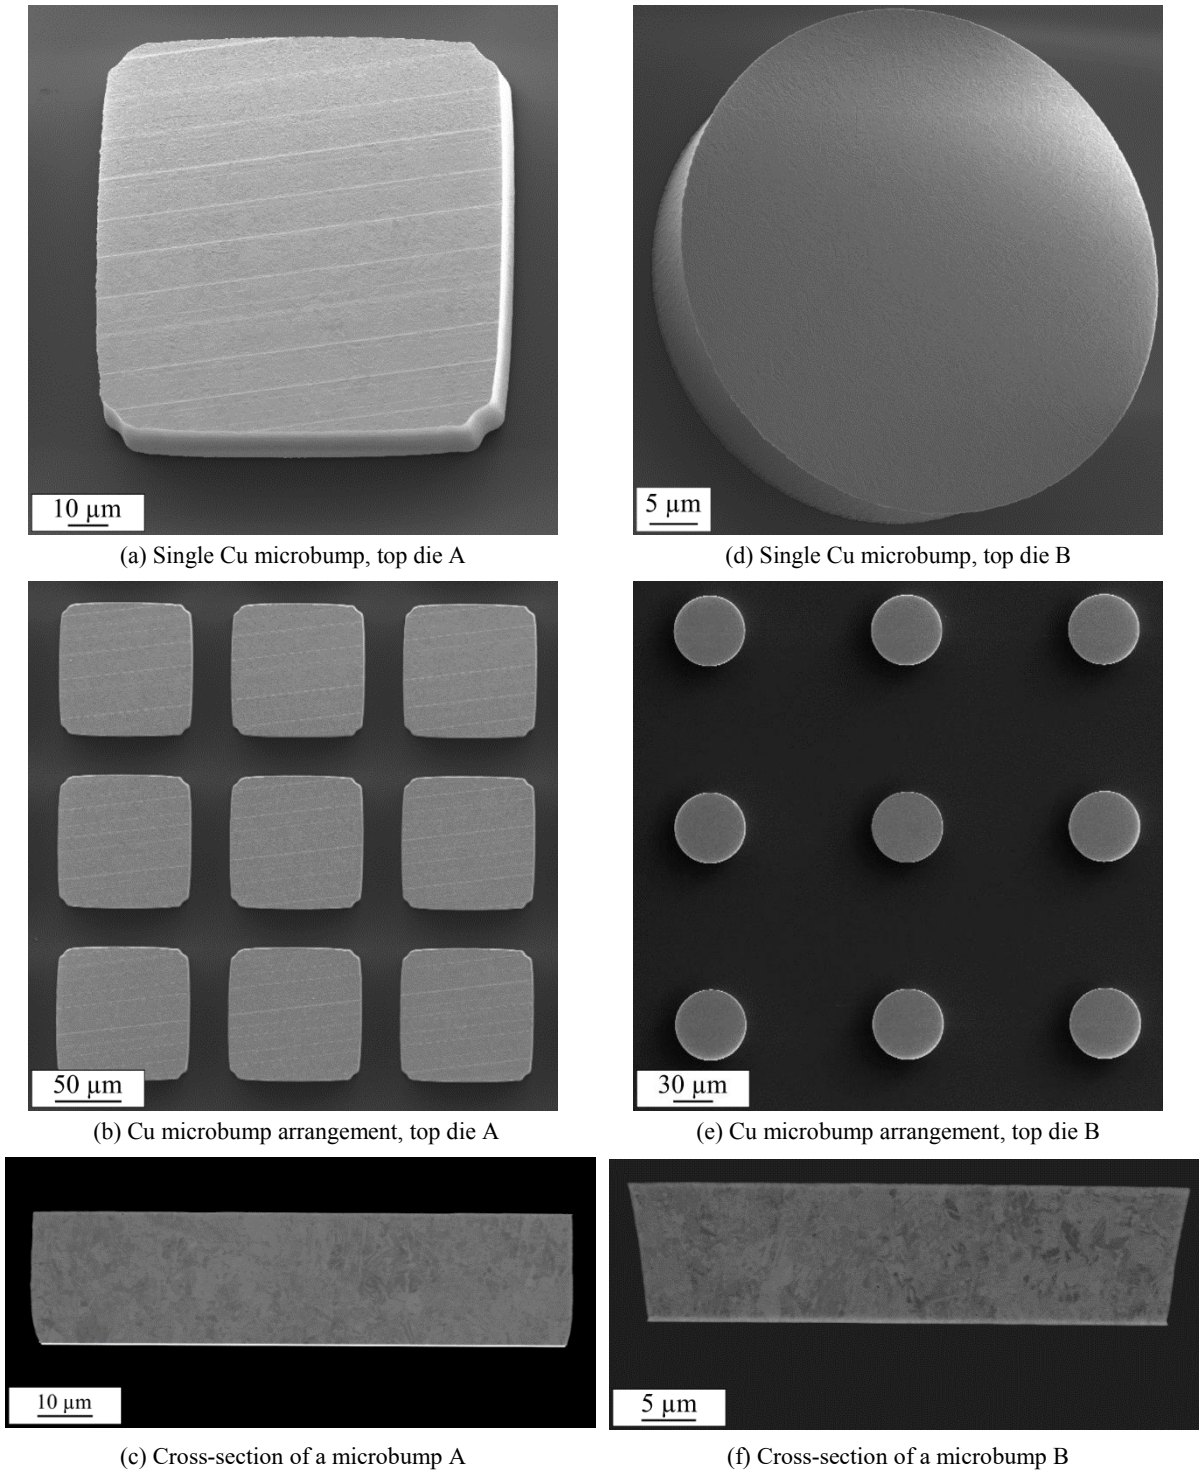 10 µm
5 µm
(a) Single Cu microbump, top die A
(d) Single Cu microbump, top die B
50 µm
30 µm
(b) Cu microbump arrangement, top die A
(e) Cu microbump arrangement, top die B
10 µm
5 µm
(c) Cross-section of a microbump A
(f) Cross-section of a microbump B